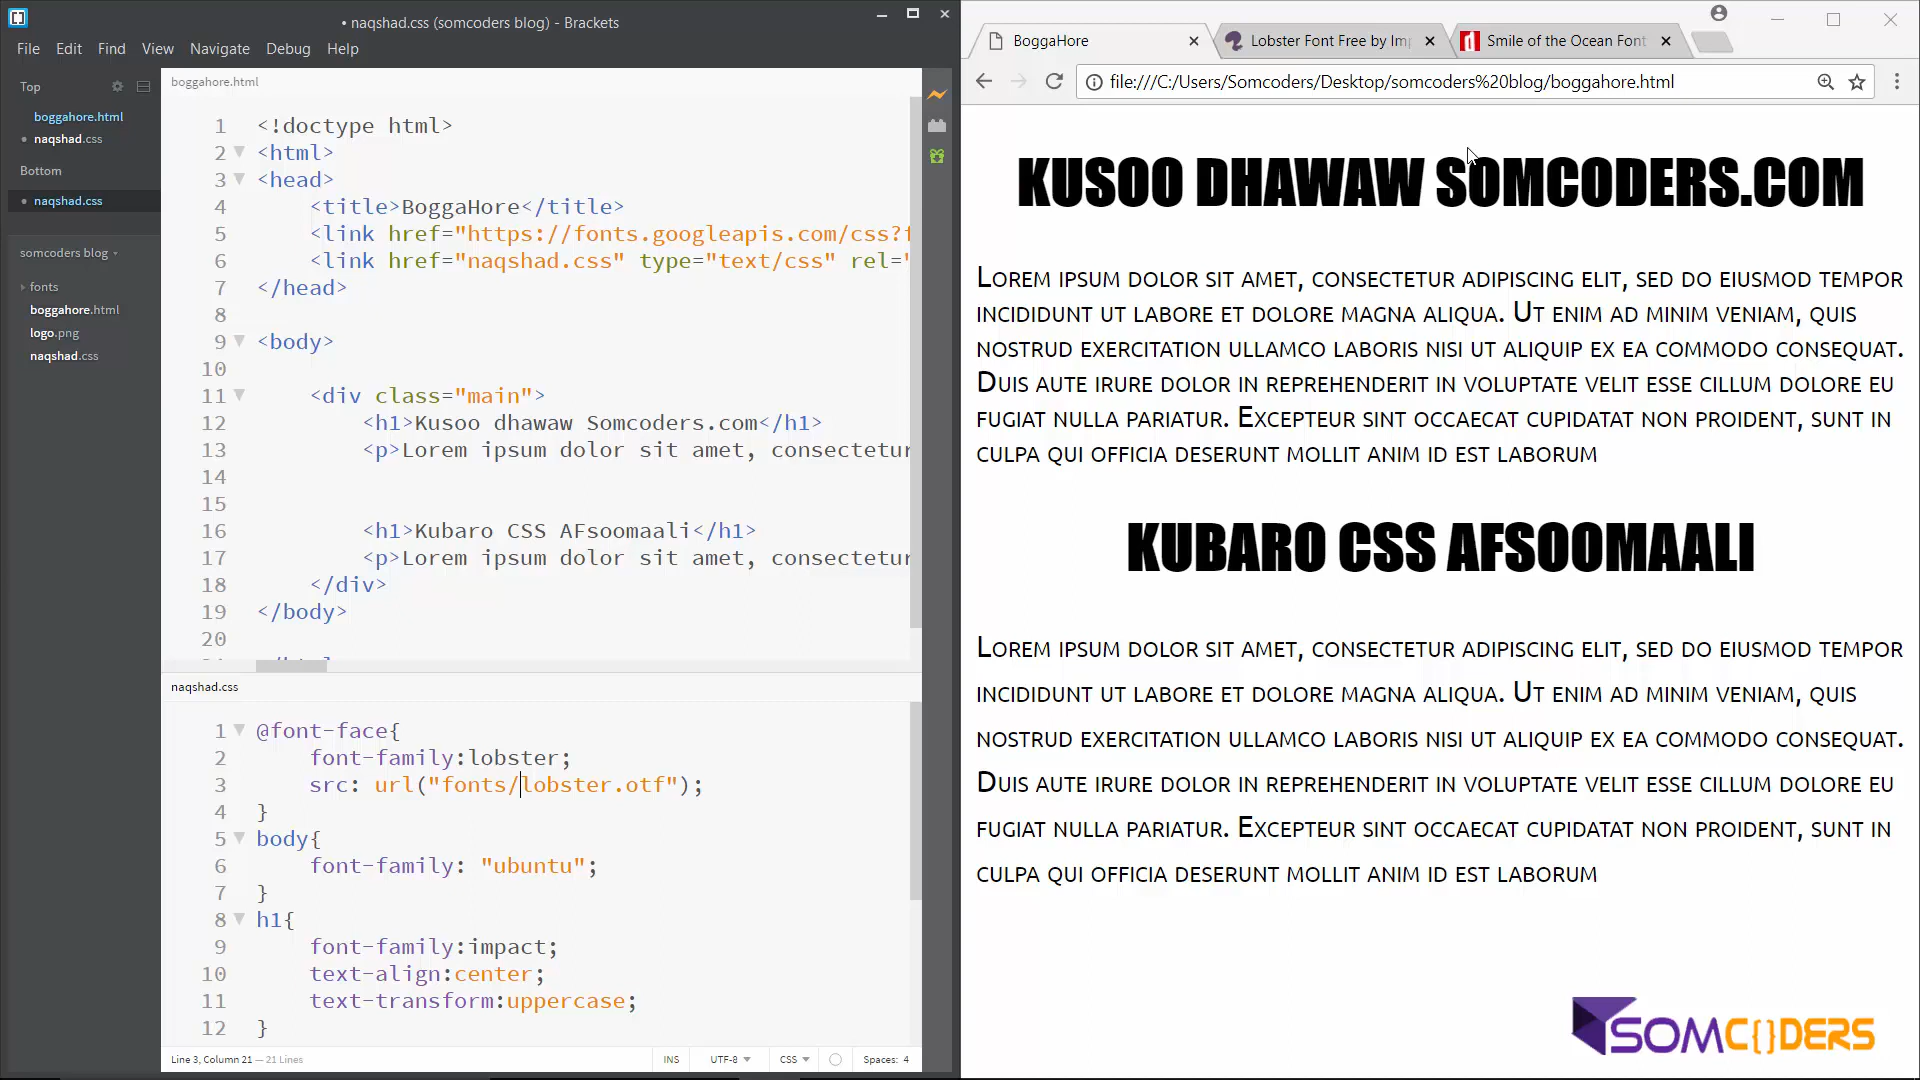 • naqshad.css (somcoders blog) - Brackets
File Edit Find View Navigate Debug Help
Top
boggahore.html
• naqshad.css
Bottom
• naqshad.css
somcoders blog
fonts
boggahore.html
logo.png
naqshad.css
boggahore.html
1 <!doctype html>
2 <html>
3 <head>
4 <title>BoggaHore</title>
5 <link href="https://fonts.googleapis.com/css?f
6 <link href="naqshad.css" type="text/css" rel="
7 </head>
8
9 <body>
10
11 <div class="main">
12 <h1>Kusoo dhawaw Somcoders.com</h1>
13 <p>Lorem ipsum dolor sit amet, consectetur
14
15
16 <h1>Kubaro CSS AFsoomaali</h1>
17 <p>Lorem ipsum dolor sit amet, consectetur
18 </div>
19 </body>
20
naqshad.css
1 @font-face{
2 font-family:lobster;
3 src: url("fonts/lobster.otf");
4 }
5 body{
6 font-family: "ubuntu";
7 }
8 h1{
9 font-family:impact;
10 text-align:center;
11 text-transform:uppercase;
12 }
Line 3, Column 21 — 21 Lines
INS UTF-8 CSS Spaces: 4
BoggaHore
Lobster Font Free by Imp
Smile of the Ocean Font
file:///C:/Users/Somcoders/Desktop/somcoders%20blog/boggahore.html
KUSOO DHAWAW SOMCODERS.COM
Lorem ipsum dolor sit amet, consectetur adipiscing elit, sed do eiusmod tempor
incididunt ut labore et dolore magna aliqua. Ut enim ad minim veniam, quis
nostrud exercitation ullamco laboris nisi ut aliquip ex ea commodo consequat.
Duis aute irure dolor in reprehenderit in voluptate velit esse cillum dolore eu
fugiat nulla pariatur. Excepteur sint occaecat cupidatat non proident, sunt in
culpa qui officia deserunt mollit anim id est laborum
KUBARO CSS AFSOOMAALI
Lorem ipsum dolor sit amet, consectetur adipiscing elit, sed do eiusmod tempor
incididunt ut labore et dolore magna aliqua. Ut enim ad minim veniam, quis
nostrud exercitation ullamco laboris nisi ut aliquip ex ea commodo consequat.
Duis aute irure dolor in reprehenderit in voluptate velit esse cillum dolore eu
fugiat nulla pariatur. Excepteur sint occaecat cupidatat non proident, sunt in
culpa qui officia deserunt mollit anim id est laborum
SOMC{}DERS